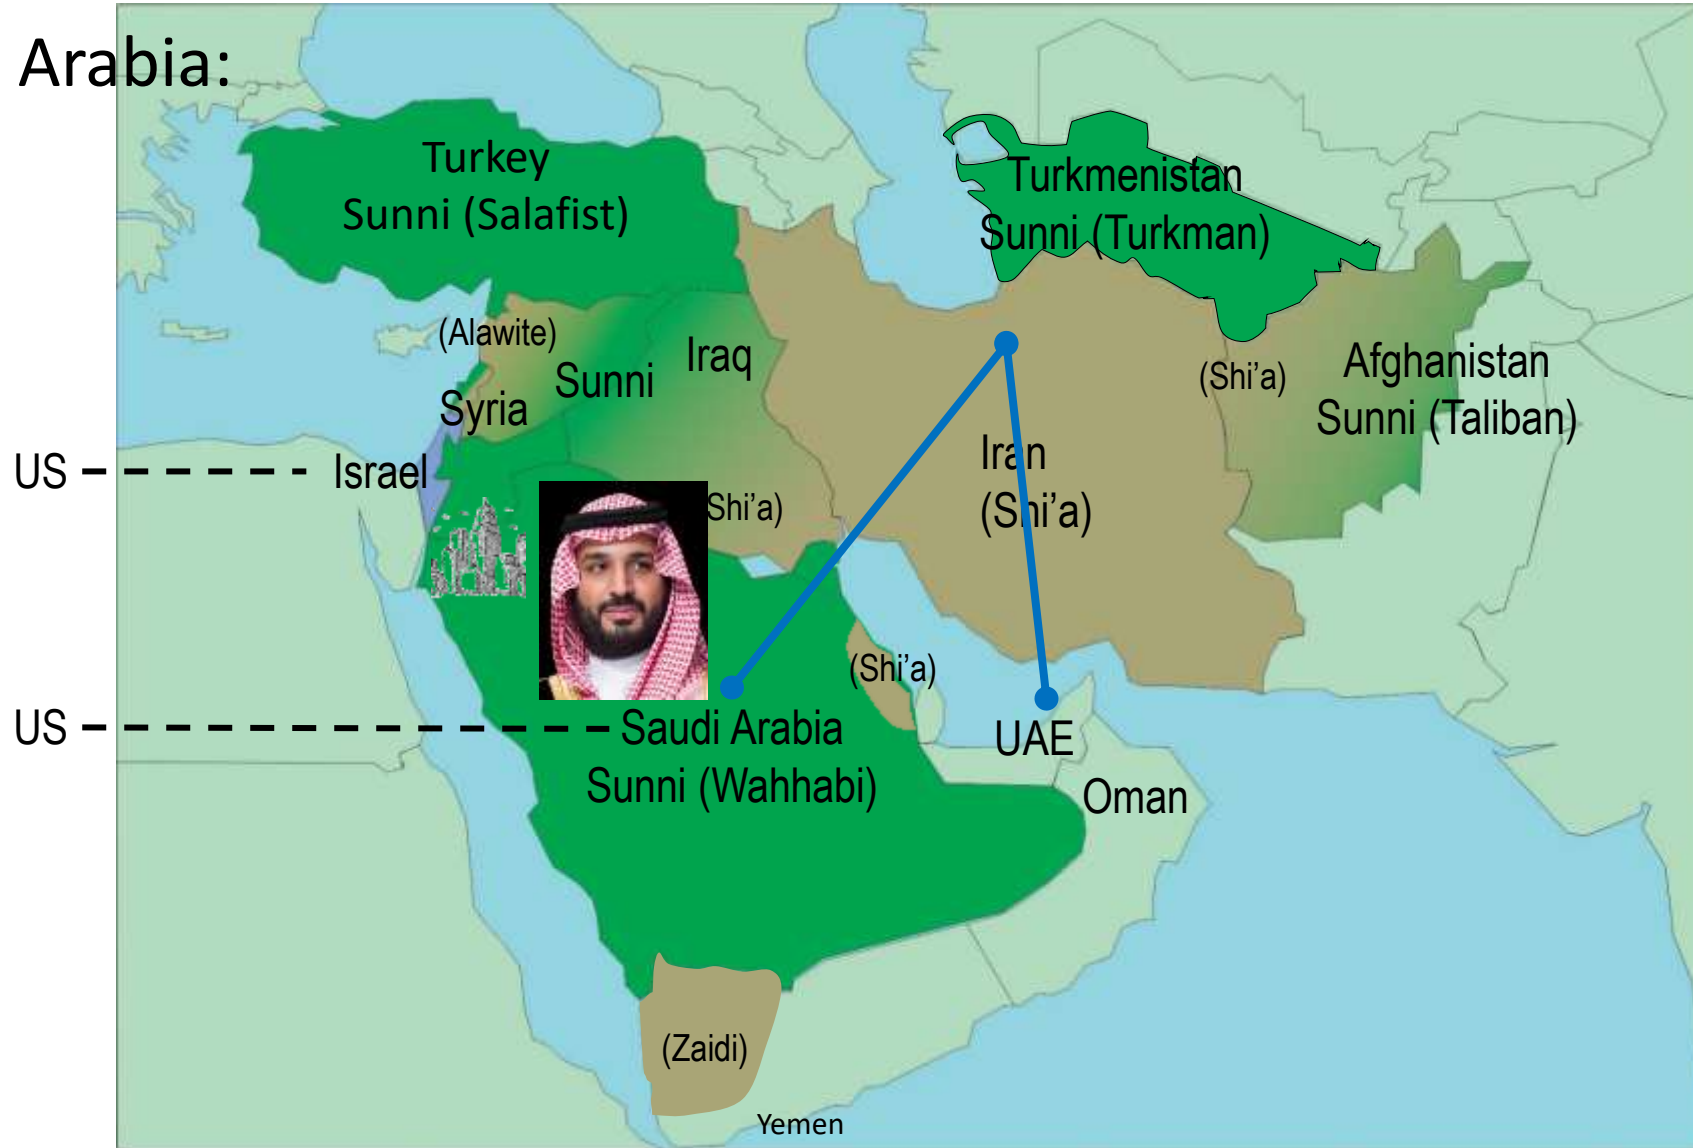 Arabia:
Turkey
Sunni (Salafist)
Turkmenistan
Sunni (Turkman)
(Alawite)
Sunni
Iraq
Syria
(Shi’a)
Afghanistan
Sunni (Taliban)
US
Israel
Iran
(Shi’a)
Shi’a)
(Shi’a)
US
Saudi Arabia
Sunni (Wahhabi)
UAE
Oman
(Zaidi)
Yemen